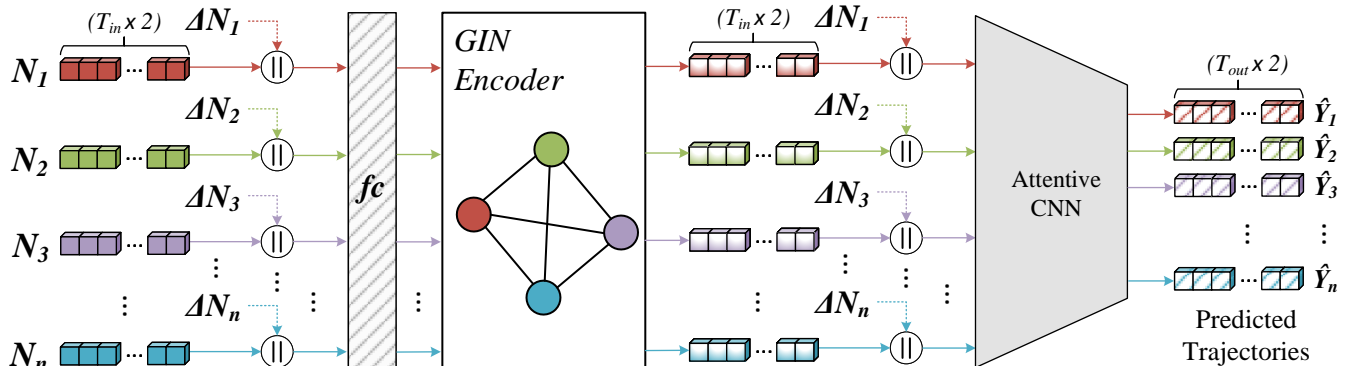 (T_in x 2)
ΔN_1
N_1
||
GIN
Encoder
(T_in x 2)
ΔN_1
||
(T_out x 2)
Ŷ_1
ΔN_2
N_2
||
ΔN_2
||
Ŷ_2
fc
Attentive
CNN
Ŷ_3
ΔN_3
N_3
||
ΔN_3
||
ΔN_n
N_n
||
ΔN_n
||
Ŷ_n
Predicted
Trajectories